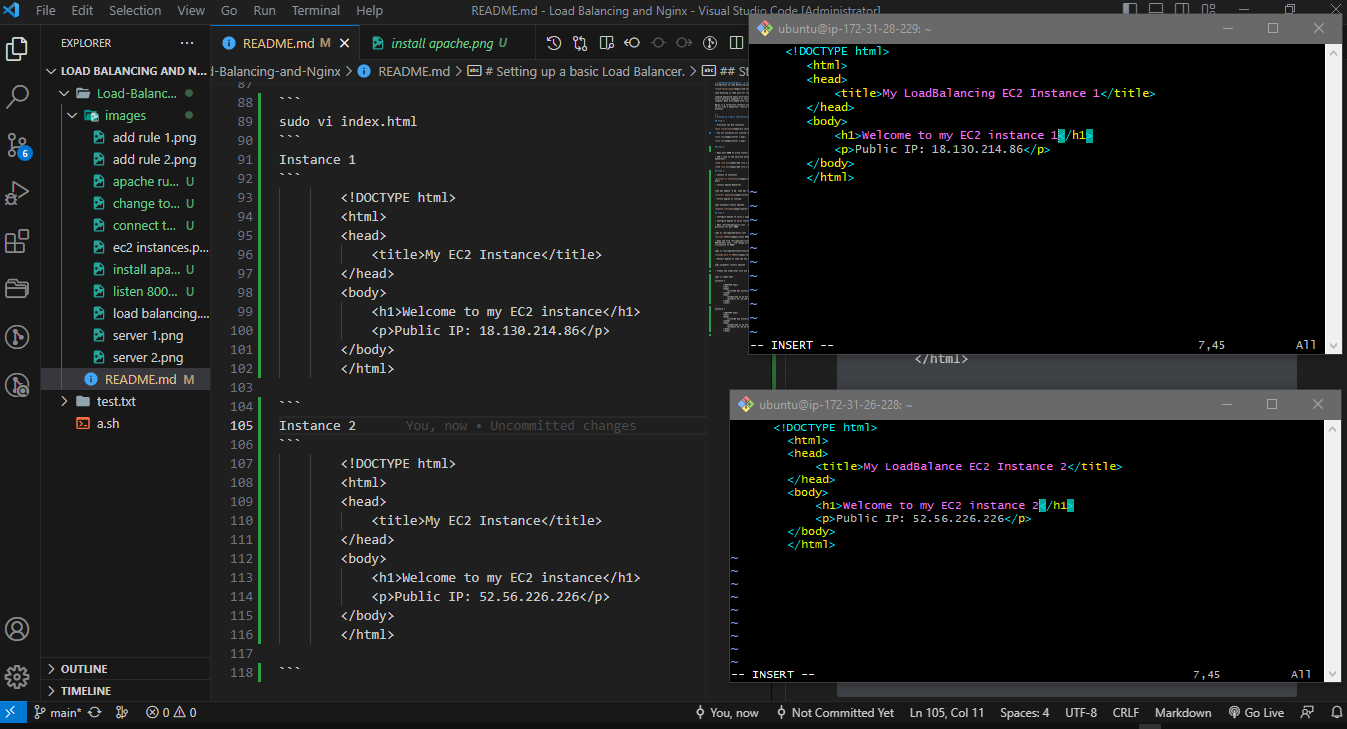 File Edit Selection View Go Run Terminal Help
README.md - Load Balancing and Nginx - Visual Studio Code [Administrator]
EXPLORER
LOAD BALANCING AND N...
Load-Balanc...
images
add rule 1.png
add rule 2.png
apache ru... U
change to... U
connect t... U
ec2 instances.p...
install apa... U
listen 800... U
load balancing....
server 1.png
server 2.png
README.md M
test.txt
a.sh
OUTLINE
TIMELINE
6
README.md M
install apache.png U
d-Balancing-and-Nginx > README.md > # Setting up a basic Load Balancer. > ## St
87
88 ```
89 sudo vi index.html
90 ```
91 Instance 1
92 ```
93 <!DOCTYPE html>
94 <html>
95 <head>
96 <title>My EC2 Instance</title>
97 </head>
98 <body>
99 <h1>Welcome to my EC2 instance</h1>
100 <p>Public IP: 18.130.214.86</p>
101 </body>
102 </html>
103
104 ```
105 Instance 2 You, now • Uncommitted changes
106 ```
107 <!DOCTYPE html>
108 <html>
109 <head>
110 <title>My EC2 Instance</title>
111 </head>
112 <body>
113 <h1>Welcome to my EC2 instance</h1>
114 <p>Public IP: 52.56.226.226</p>
115 </body>
116 </html>
117
118 ```
ubuntu@ip-172-31-28-229: ~
<!DOCTYPE html>
<html>
<head>
<title>My LoadBalancing EC2 Instance 1</title>
</head>
<body>
<h1>Welcome to my EC2 instance 1</h1>
<p>Public IP: 18.130.214.86</p>
</body>
</html>
~
~
~
~
~
~
~
~
~
~
~
-- INSERT -- 7,45 All
</html>
ubuntu@ip-172-31-26-228: ~
<!DOCTYPE html>
<html>
<head>
<title>My LoadBalance EC2 Instance 2</title>
</head>
<body>
<h1>Welcome to my EC2 instance 2</h1>
<p>Public IP: 52.56.226.226</p>
</body>
</html>
~
~
~
~
~
~
~
~
~
-- INSERT -- 7,45 All
main* 0 0 You, now Not Committed Yet Ln 105, Col 11 Spaces: 4 UTF-8 CRLF Markdown Go Live